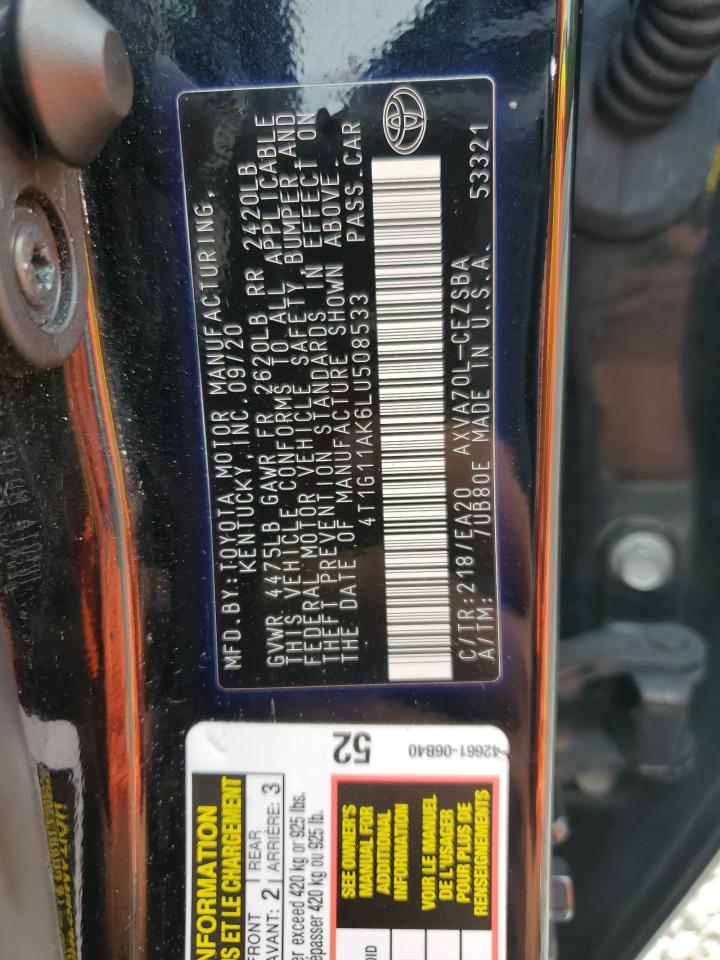 MFD.BY:TOYOTA MOTOR MANUFACTURING,
KENTUCKY, INC. 09/20
GVWR 4475LB GAWR FR 2620LB RR 2420LB
THIS VEHICLE CONFORMS TO ALL APPLICABLE
FEDERAL MOTOR VEHICLE SAFETY, BUMPER AND
THEFT PREVENTION STANDARDS IN EFFECT ON
THE DATE OF MANUFACTURE SHOWN ABOVE.
4T1G11AK6LU508533 PASS.CAR
C/TR:218/EA20 AXVA70L-CEZSBA
A/TM: /UB80E MADE IN U.S.A. 53321
NFORMATION
S ET LE CHARGEMENT
FRONT
AVANT: 2
REAR
ARRIÈRE: 3
er exceed 420 kg or 925 lbs.
épasser 420 kg ou 925 lb.
52
42661-06B40
SEE OWNER'S
MANUAL FOR
ADDITIONAL
INFORMATION
VOIR LE MANUEL
DE L'USAGER
POUR PLUS DE
RENSEIGNEMENTS